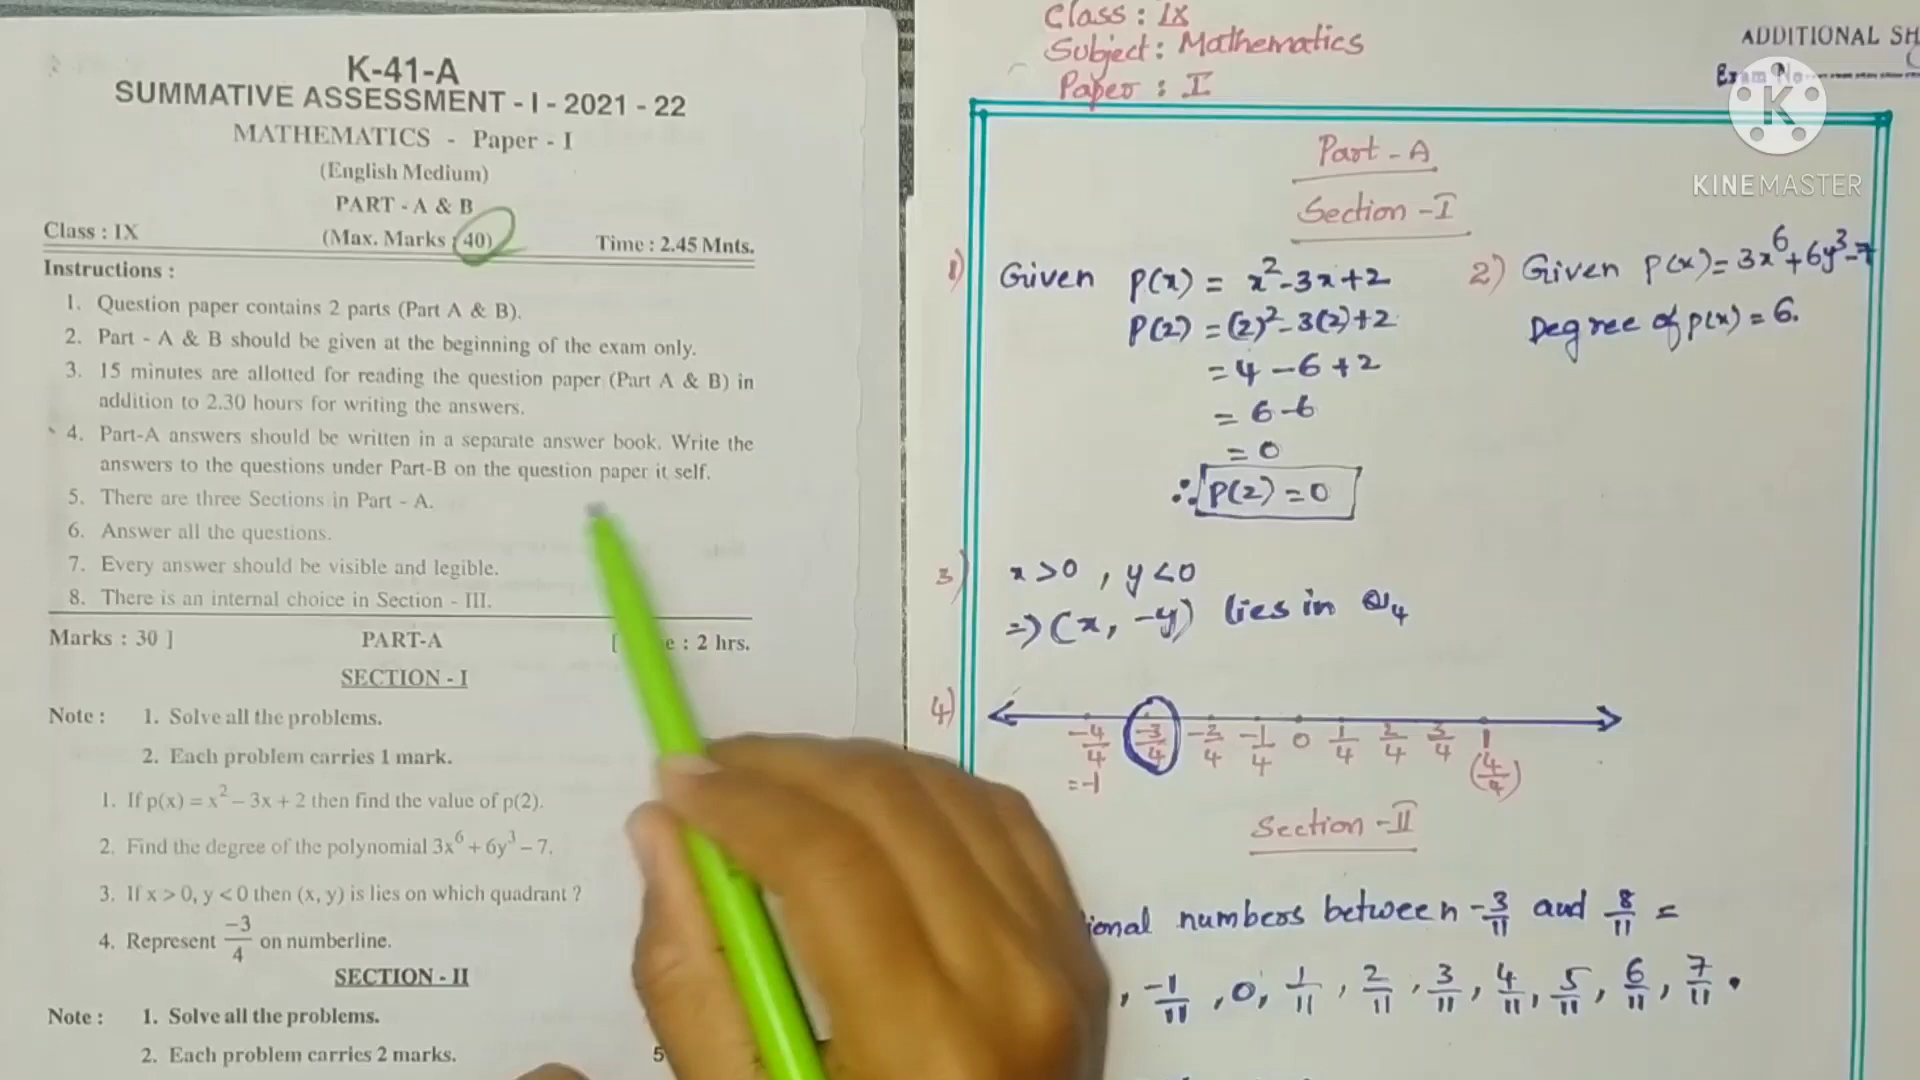 K-41-A
SUMMATIVE ASSESSMENT - I - 2021 - 22
MATHEMATICS - Paper - I
(English Medium)
PART - A & B
Class : IX (Max. Marks : 40) Time : 2.45 Mnts.
Instructions :
1. Question paper contains 2 parts (Part A & B).
2. Part - A & B should be given at the beginning of the exam only.
3. 15 minutes are allotted for reading the question paper (Part A & B) in
addition to 2.30 hours for writing the answers.
4. Part-A answers should be written in a separate answer book. Write the
answers to the questions under Part-B on the question paper it self.
5. There are three Sections in Part - A.
6. Answer all the questions.
7. Every answer should be visible and legible.
8. There is an internal choice in Section - III.
Marks : 30 ] PART-A [ e : 2 hrs.
SECTION - I
Note : 1. Solve all the problems.
2. Each problem carries 1 mark.
1. If p(x) = x² – 3x + 2 then find the value of p(2).
2. Find the degree of the polynomial 3x⁶ + 6y³ – 7.
3. If x > 0, y < 0 then (x, y) is lies on which quadrant ?
4. Represent -3/4 on numberline.
SECTION - II
Note : 1. Solve all the problems.
2. Each problem carries 2 marks.
5
Class : IX
Subject : Mathematics
Paper : I
ADDITIONAL SH
Exam No
K
KINEMASTER
Part - A
Section - I
1) Given P(x) = x² - 3x + 2
P(2) = (2)² - 3(2) + 2
= 4 - 6 + 2
= 6 - 6
= 0
∴ P(2) = 0
2) Given P(x) = 3x⁶ + 6y³ - 7
Degree of p(x) = 6.
3) x > 0 , y < 0
⇒ (x, -y) lies in Q₄
4) -4/4 -3/4 -2/4 -1/4 0 1/4 2/4 3/4 1
= -1 (4/4)
Section - II
ional numbers between -3/11 and 8/11 =
, -1/11 , 0, 1/11 , 2/11 , 3/11 , 4/11 , 5/11 , 6/11 , 7/11 .